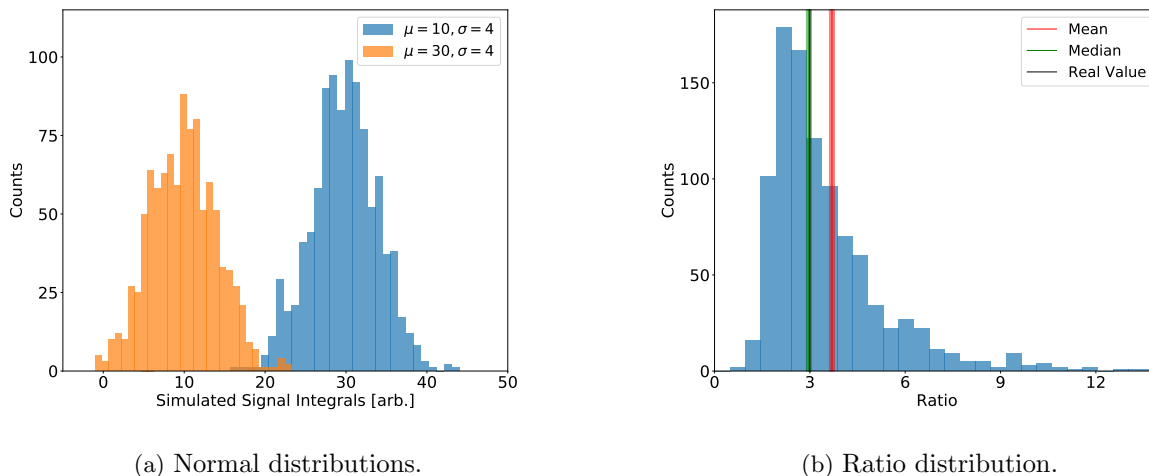 μ = 10, σ = 4
μ = 30, σ = 4
Counts
100
75
50
25
0
0
10
20
30
40
50
Simulated Signal Integrals [arb.]
(a) Normal distributions.
Mean
Median
Real Value
Counts
150
100
50
0
0
3
6
9
12
Ratio
(b) Ratio distribution.